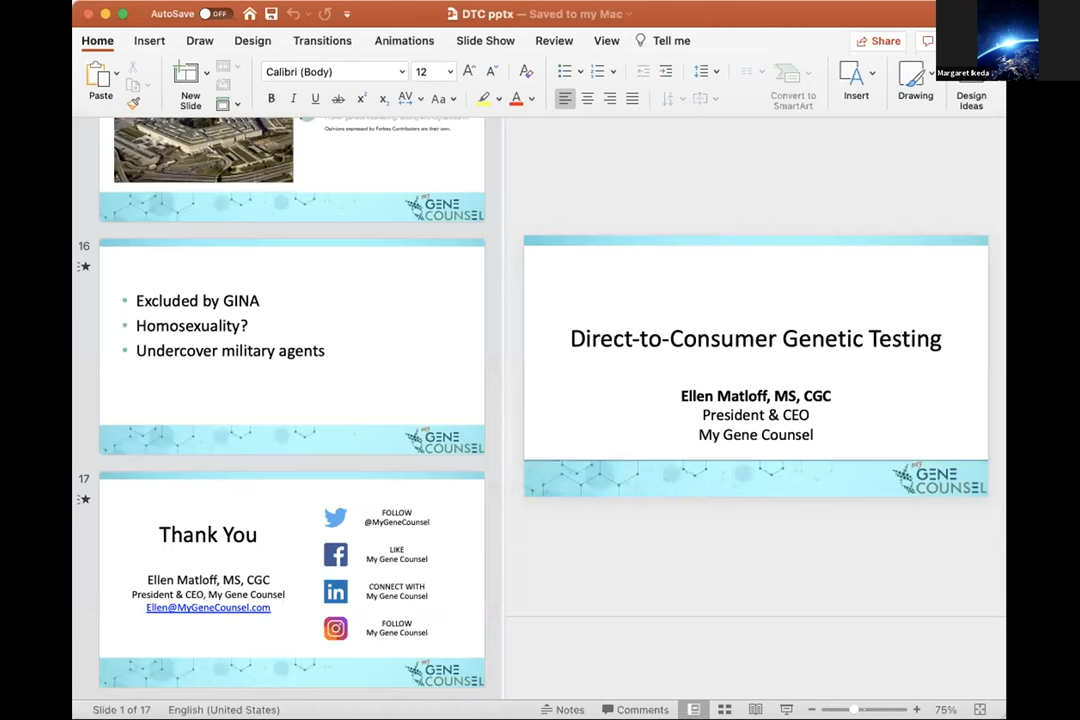 AutoSave OFF
DTC pptx — Saved to my Mac
Home Insert Draw Design Transitions Animations Slide Show Review View Tell me Share
Margaret Ikeda
Calibri (Body) 12
Paste
New
Slide
Convert to
SmartArt
Insert
Drawing
Design
Ideas
Opinions expressed by Forbes Contributors are their own.
my
GENE
COUNSEL
16
• Excluded by GINA
• Homosexuality?
• Undercover military agents
my
GENE
COUNSEL
17
Thank You
Ellen Matloff, MS, CGC
President & CEO, My Gene Counsel
Ellen@MyGeneCounsel.com
FOLLOW
@MyGeneCounsel
LIKE
My Gene Counsel
CONNECT WITH
My Gene Counsel
FOLLOW
My Gene Counsel
my
GENE
COUNSEL
Direct-to-Consumer Genetic Testing
Ellen Matloff, MS, CGC
President & CEO
My Gene Counsel
my
GENE
COUNSEL
Slide 1 of 17 English (United States) Notes Comments 75%